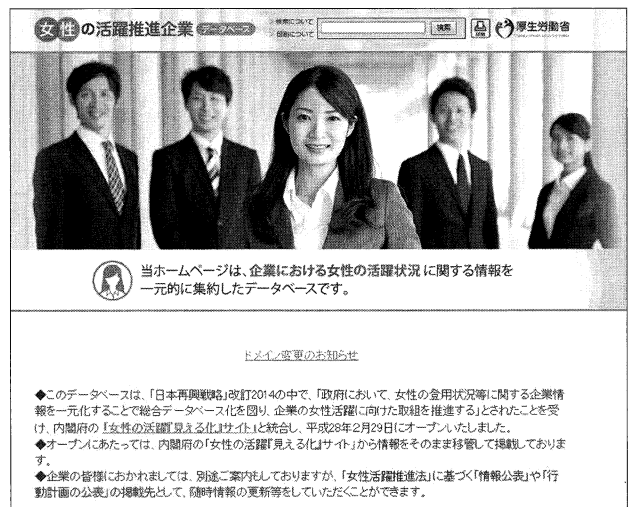 女性の活躍推進企業 データベース
検索について
印刷について
検索
印刷
厚生労働省
当ホームページは、企業における女性の活躍状況に関する情報を
一元的に集約したデータベースです。
ドメイン変更のお知らせ
◆このデータベースは、「日本再興戦略」改訂2014の中で、「政府において、女性の登用状況等に関する企業情
報を一元化することで総合データベース化を図り、企業の女性活躍に向けた取組を推進する」とされたことを受
け、内閣府の『女性の活躍『見える化』サイト』と統合し、平成28年2月29日にオープンいたしました。
◆オープンにあたっては、内閣府の「女性の活躍『見える化』サイト」から情報をそのまま移管して掲載しておりま
す。
◆企業の皆様におかれましては、別途ご案内もしておりますが、「女性活躍推進法」に基づく「情報公表」や「行
動計画の公表」の掲載先として、随時情報の更新等をしていただくことができます。